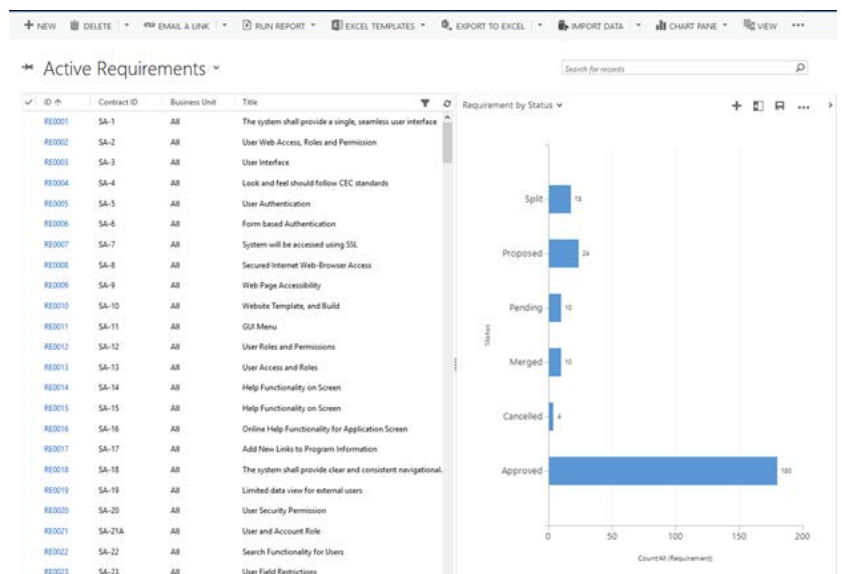 NEW DELETE EMAIL A LINK RUN REPORT EXCEL TEMPLATES EXPORT TO EXCEL IMPORT DATA CHART PANE VIEW ...
Active Requirements
Search for records
ID Contract ID Business Unit Title
RE0001 SA-1 All The system shall provide a single, seamless user interface
RE0002 SA-2 All User Web Access, Roles and Permission
RE0003 SA-3 All User Interface
RE0004 SA-4 All Look and feel should follow CEC standards
RE0005 SA-5 All User Authentication
RE0006 SA-6 All Form based Authentication
RE0007 SA-7 All System will be accessed using SSL
RE0008 SA-8 All Secured Internet Web-Browser Access
RE0009 SA-9 All Web Page Accessibility
RE0010 SA-10 All Website Template, and Build
RE0011 SA-11 All GUI Menu
RE0012 SA-12 All User Roles and Permissions
RE0013 SA-13 All User Access and Roles
RE0014 SA-14 All Help Functionality on Screen
RE0015 SA-15 All Help Functionality on Screen
RE0016 SA-16 All Online Help Functionality for Application Screen
RE0017 SA-17 All Add New Links to Program Information
RE0018 SA-18 All The system shall provide clear and consistent navigational.
RE0019 SA-19 All Limited data view for external users
RE0020 SA-20 All User Security Permission
RE0021 SA-21A All User and Account Role
RE0022 SA-22 All Search Functionality for Users
RE0023 SA-23 All User Field Restrictions
Requirement by Status
...
Status
Split 18
Proposed 24
Pending 10
Merged 10
Cancelled 4
Approved 180
0 50 100 150 200
CountAll (Requirement)